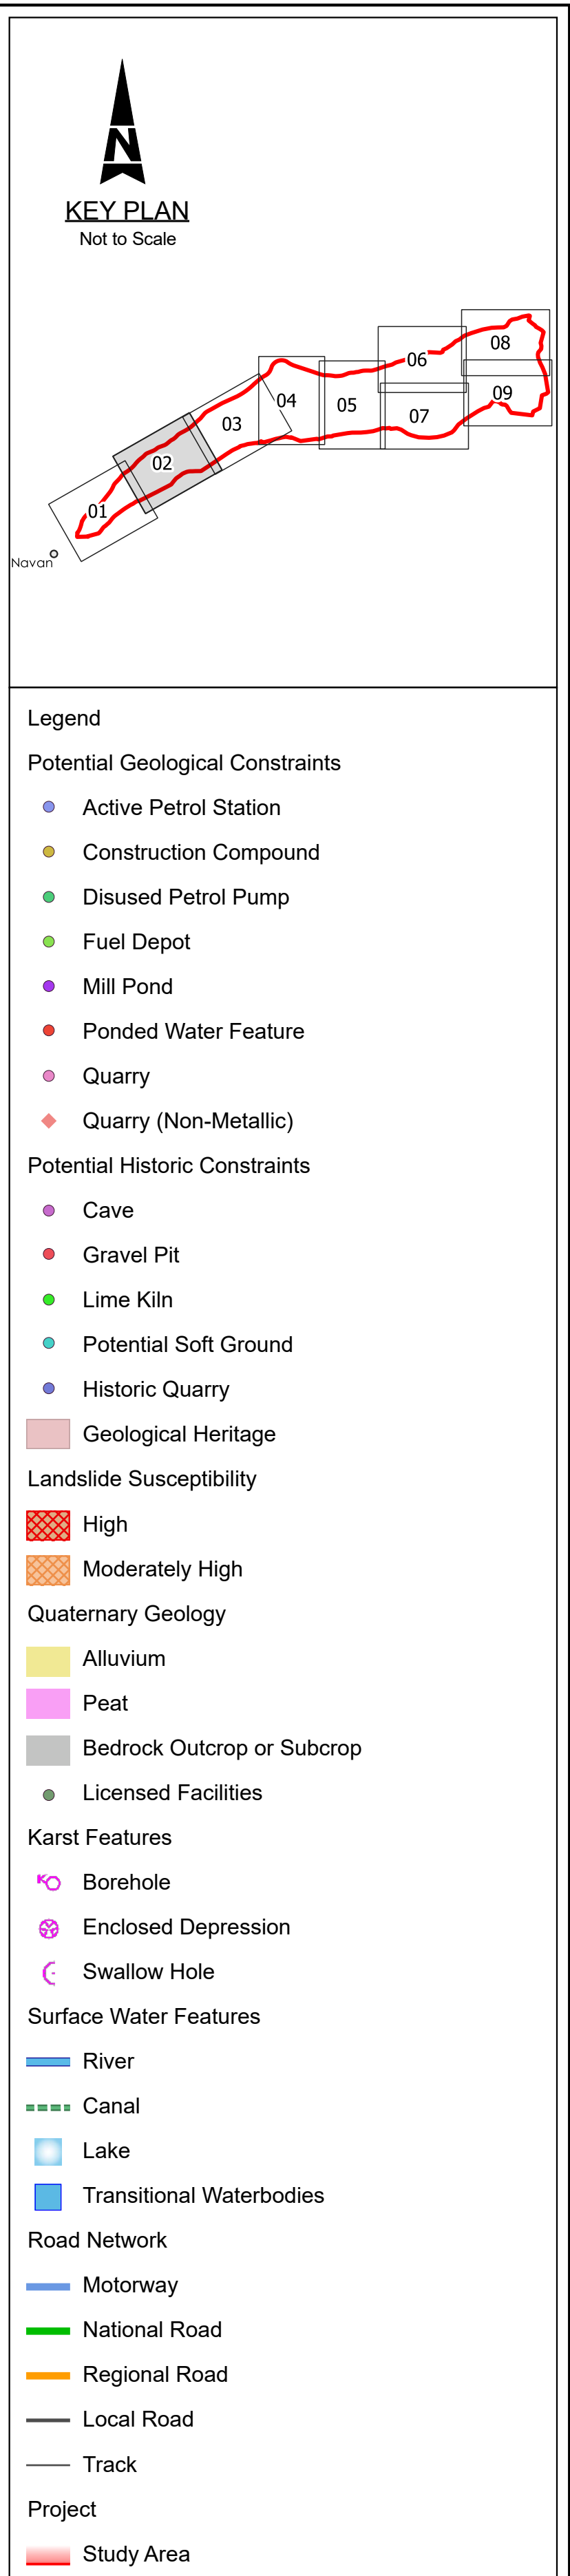 N
KEY PLAN
Not to Scale
08
06
09
04
05
07
03
02
01
Navan
Legend
Potential Geological Constraints
Active Petrol Station
Construction Compound
Disused Petrol Pump
Fuel Depot
Mill Pond
Ponded Water Feature
Quarry
Quarry (Non-Metallic)
Potential Historic Constraints
Cave
Gravel Pit
Lime Kiln
Potential Soft Ground
Historic Quarry
Geological Heritage
Landslide Susceptibility
High
Moderately High
Quaternary Geology
Alluvium
Peat
Bedrock Outcrop or Subcrop
Licensed Facilities
Karst Features
Borehole
Enclosed Depression
Swallow Hole
Surface Water Features
River
Canal
Lake
Transitional Waterbodies
Road Network
Motorway
National Road
Regional Road
Local Road
Track
Project
Study Area